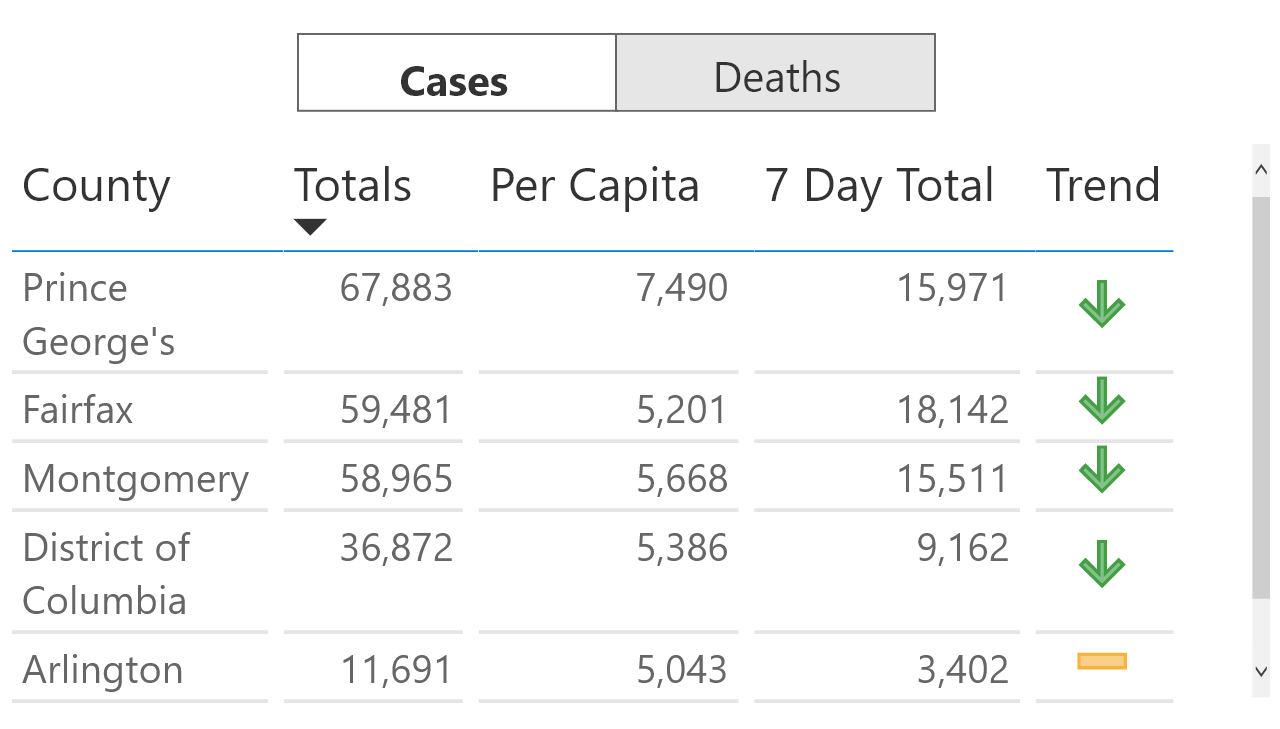 Cases Deaths
County Totals Per Capita 7 Day Total Trend
Prince 67,883 7,490 15,971
George's
Fairfax 59,481 5,201 18,142
Montgomery 58,965 5,668 15,511
District of 36,872 5,386 9,162
Columbia
Arlington 11,691 5,043 3,402